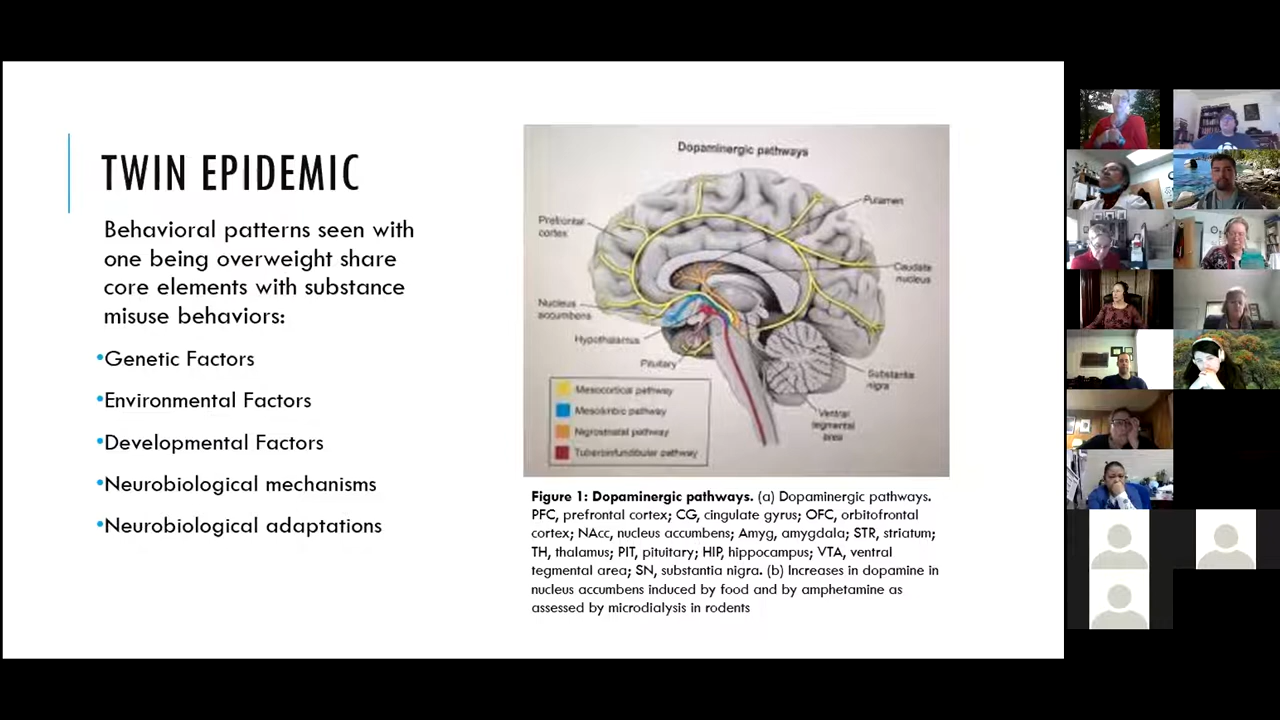 TWIN EPIDEMIC
Behavioral patterns seen with
one being overweight share
core elements with substance
misuse behaviors:
•Genetic Factors
•Environmental Factors
•Developmental Factors
•Neurobiological mechanisms
•Neurobiological adaptations
Dopaminergic pathways
Prefrontal
cortex
Nucleus
accumbens
Hypothalamus
Pituitary
Putamen
Caudate
nucleus
Substantia
nigra
Ventral
tegmental
area
Mesocortical pathway
Mesolimbic pathway
Nigrostriatal pathway
Tuberoinfundibular pathway
Figure 1: Dopaminergic pathways. (a) Dopaminergic pathways.
PFC, prefrontal cortex; CG, cingulate gyrus; OFC, orbitofrontal
cortex; NAcc, nucleus accumbens; Amyg, amygdala; STR, striatum;
TH, thalamus; PIT, pituitary; HIP, hippocampus; VTA, ventral
tegmental area; SN, substantia nigra. (b) Increases in dopamine in
nucleus accumbens induced by food and by amphetamine as
assessed by microdialysis in rodents